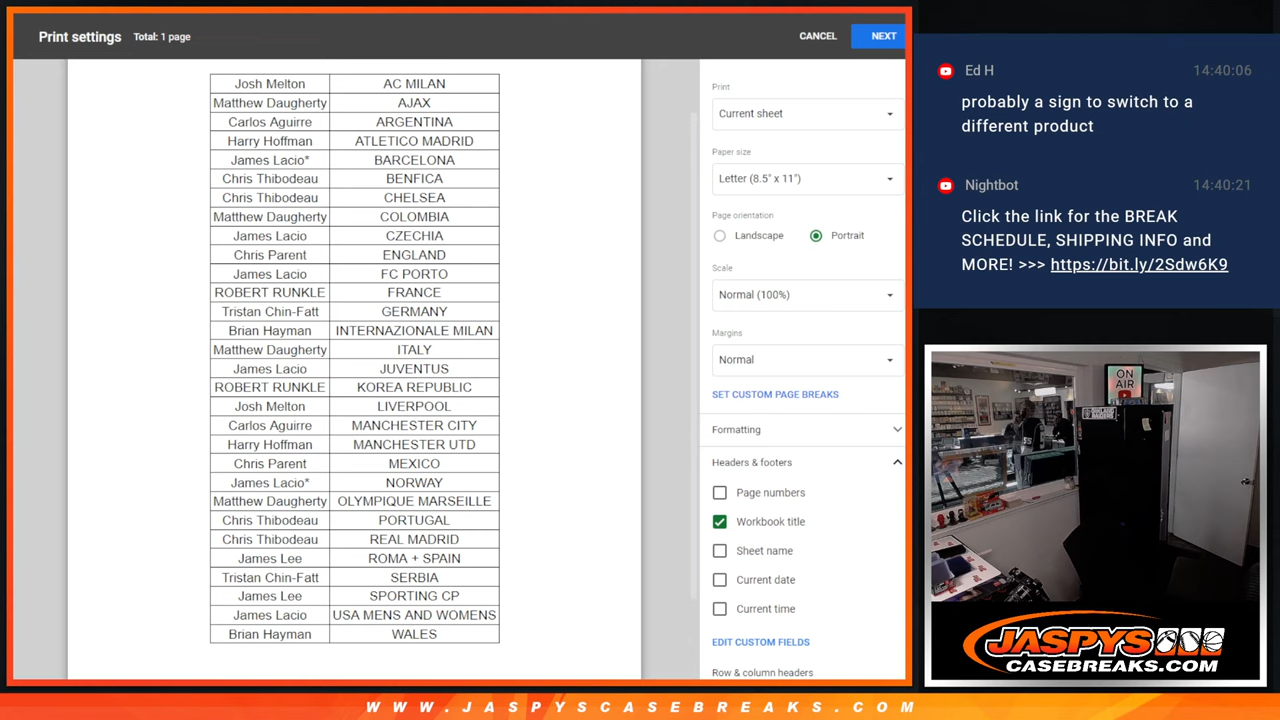 Print settings Total: 1 page CANCEL NEXT
Josh Melton AC MILAN
Matthew Daugherty AJAX
Carlos Aguirre ARGENTINA
Harry Hoffman ATLETICO MADRID
James Lacio* BARCELONA
Chris Thibodeau BENFICA
Chris Thibodeau CHELSEA
Matthew Daugherty COLOMBIA
James Lacio CZECHIA
Chris Parent ENGLAND
James Lacio FC PORTO
ROBERT RUNKLE FRANCE
Tristan Chin-Fatt GERMANY
Brian Hayman INTERNAZIONALE MILAN
Matthew Daugherty ITALY
James Lacio JUVENTUS
ROBERT RUNKLE KOREA REPUBLIC
Josh Melton LIVERPOOL
Carlos Aguirre MANCHESTER CITY
Harry Hoffman MANCHESTER UTD
Chris Parent MEXICO
James Lacio* NORWAY
Matthew Daugherty OLYMPIQUE MARSEILLE
Chris Thibodeau PORTUGAL
Chris Thibodeau REAL MADRID
James Lee ROMA + SPAIN
Tristan Chin-Fatt SERBIA
James Lee SPORTING CP
James Lacio USA MENS AND WOMENS
Brian Hayman WALES
Print
Current sheet
Paper size
Letter (8.5" x 11")
Page orientation
Landscape Portrait
Scale
Normal (100%)
Margins
Normal
SET CUSTOM PAGE BREAKS
Formatting
Headers & footers
Page numbers
Workbook title
Sheet name
Current date
Current time
EDIT CUSTOM FIELDS
Row & column headers
Ed H 14:40:06
probably a sign to switch to a
different product
Nightbot 14:40:21
Click the link for the BREAK
SCHEDULE, SHIPPING INFO and
MORE! >>> https://bit.ly/2Sdw6K9
ON
AIR
55
JASPYS
CASEBREAKS.COM
WWW.JASPYSCASEBREAKS.COM